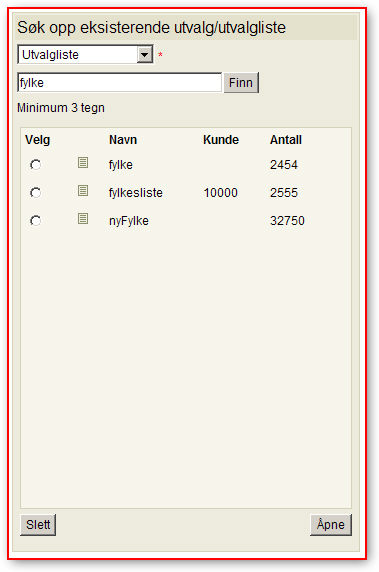 Søk opp eksisterende utvalg/utvalgliste
Utvalgliste *
fylke Finn
Minimum 3 tegn
Velg Navn Kunde Antall
fylke 2454
fylkesliste 10000 2555
nyFylke 32750
Slett Åpne